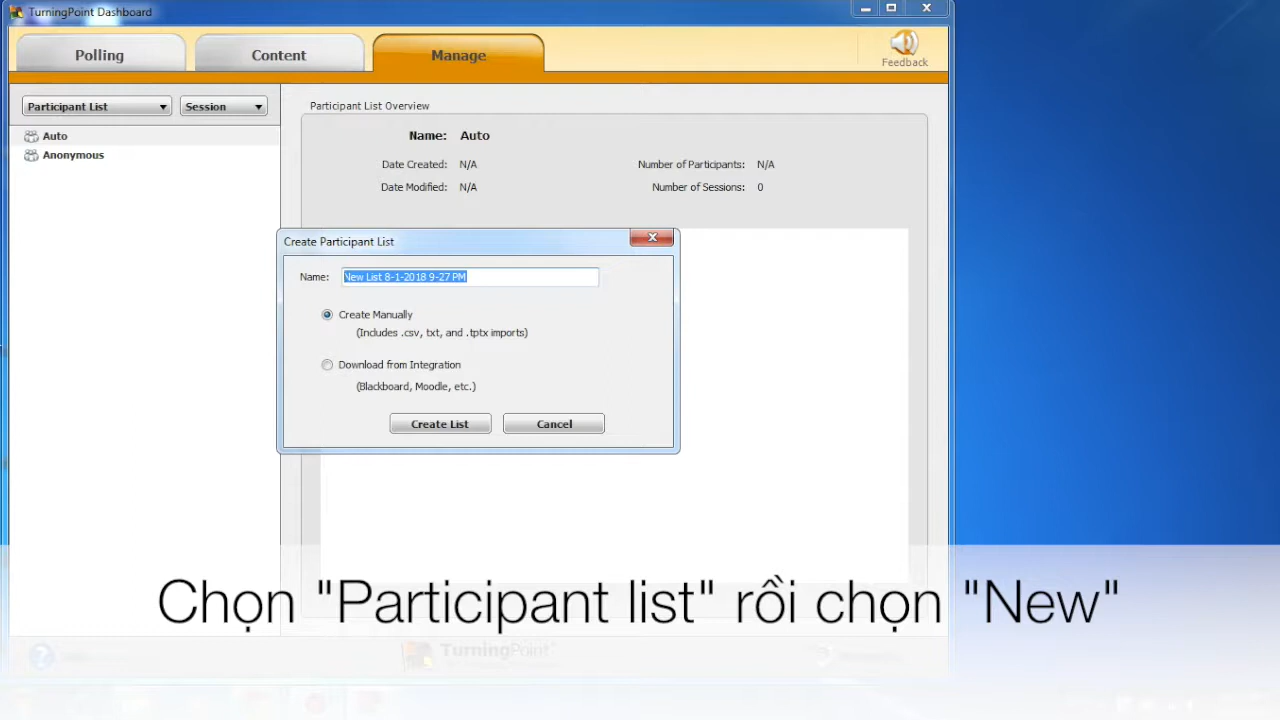 TurningPoint Dashboard
Polling
Content
Manage
Feedback
Participant List
Session
Auto
Anonymous
Participant List Overview
Name: Auto
Date Created: N/A
Number of Participants: N/A
Date Modified: N/A
Number of Sessions: 0
Create Participant List
Name: New List 8-1-2018 9-27 PM
Create Manually
(Includes .csv, txt, and .tptx imports)
Download from Integration
(Blackboard, Moodle, etc.)
Create List
Cancel
Chọn "Participant list" rồi chọn "New"
TurningPoint